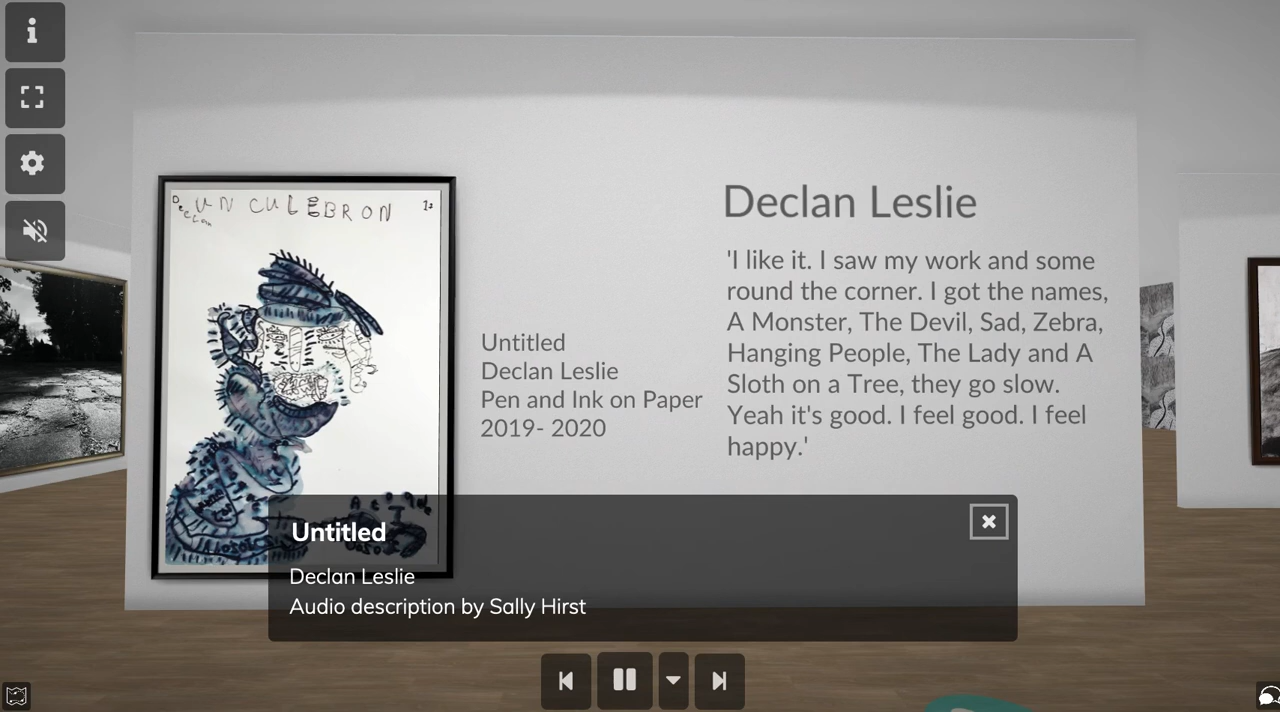 Declan
UN CULEBRON
Untitled
Declan Leslie
Pen and Ink on Paper
2019- 2020
Declan Leslie
'I like it. I saw my work and some
round the corner. I got the names,
A Monster, The Devil, Sad, Zebra,
Hanging People, The Lady and A
Sloth on a Tree, they go slow.
Yeah it's good. I feel good. I feel
happy.'
Untitled
Declan Leslie
Audio description by Sally Hirst